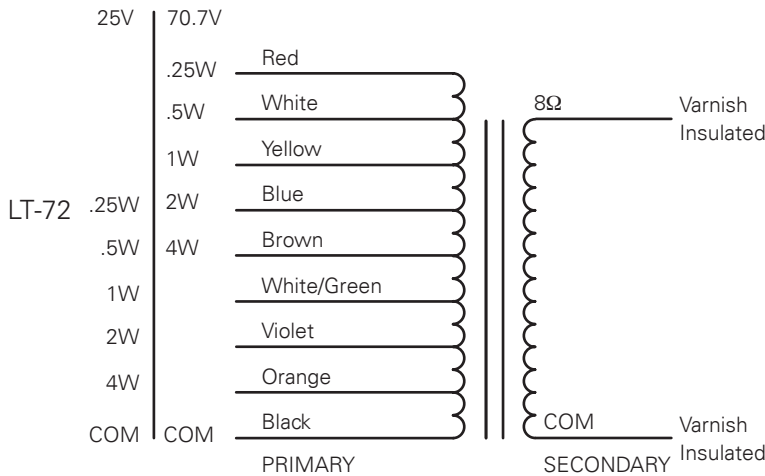 25V 70.7V
.25W Red
.5W White 8Ω Varnish
Insulated
1W Yellow
LT-72 .25W 2W Blue
.5W 4W Brown
1W White/Green
2W Violet
4W Orange
COM COM Black COM Varnish
Insulated
PRIMARY SECONDARY